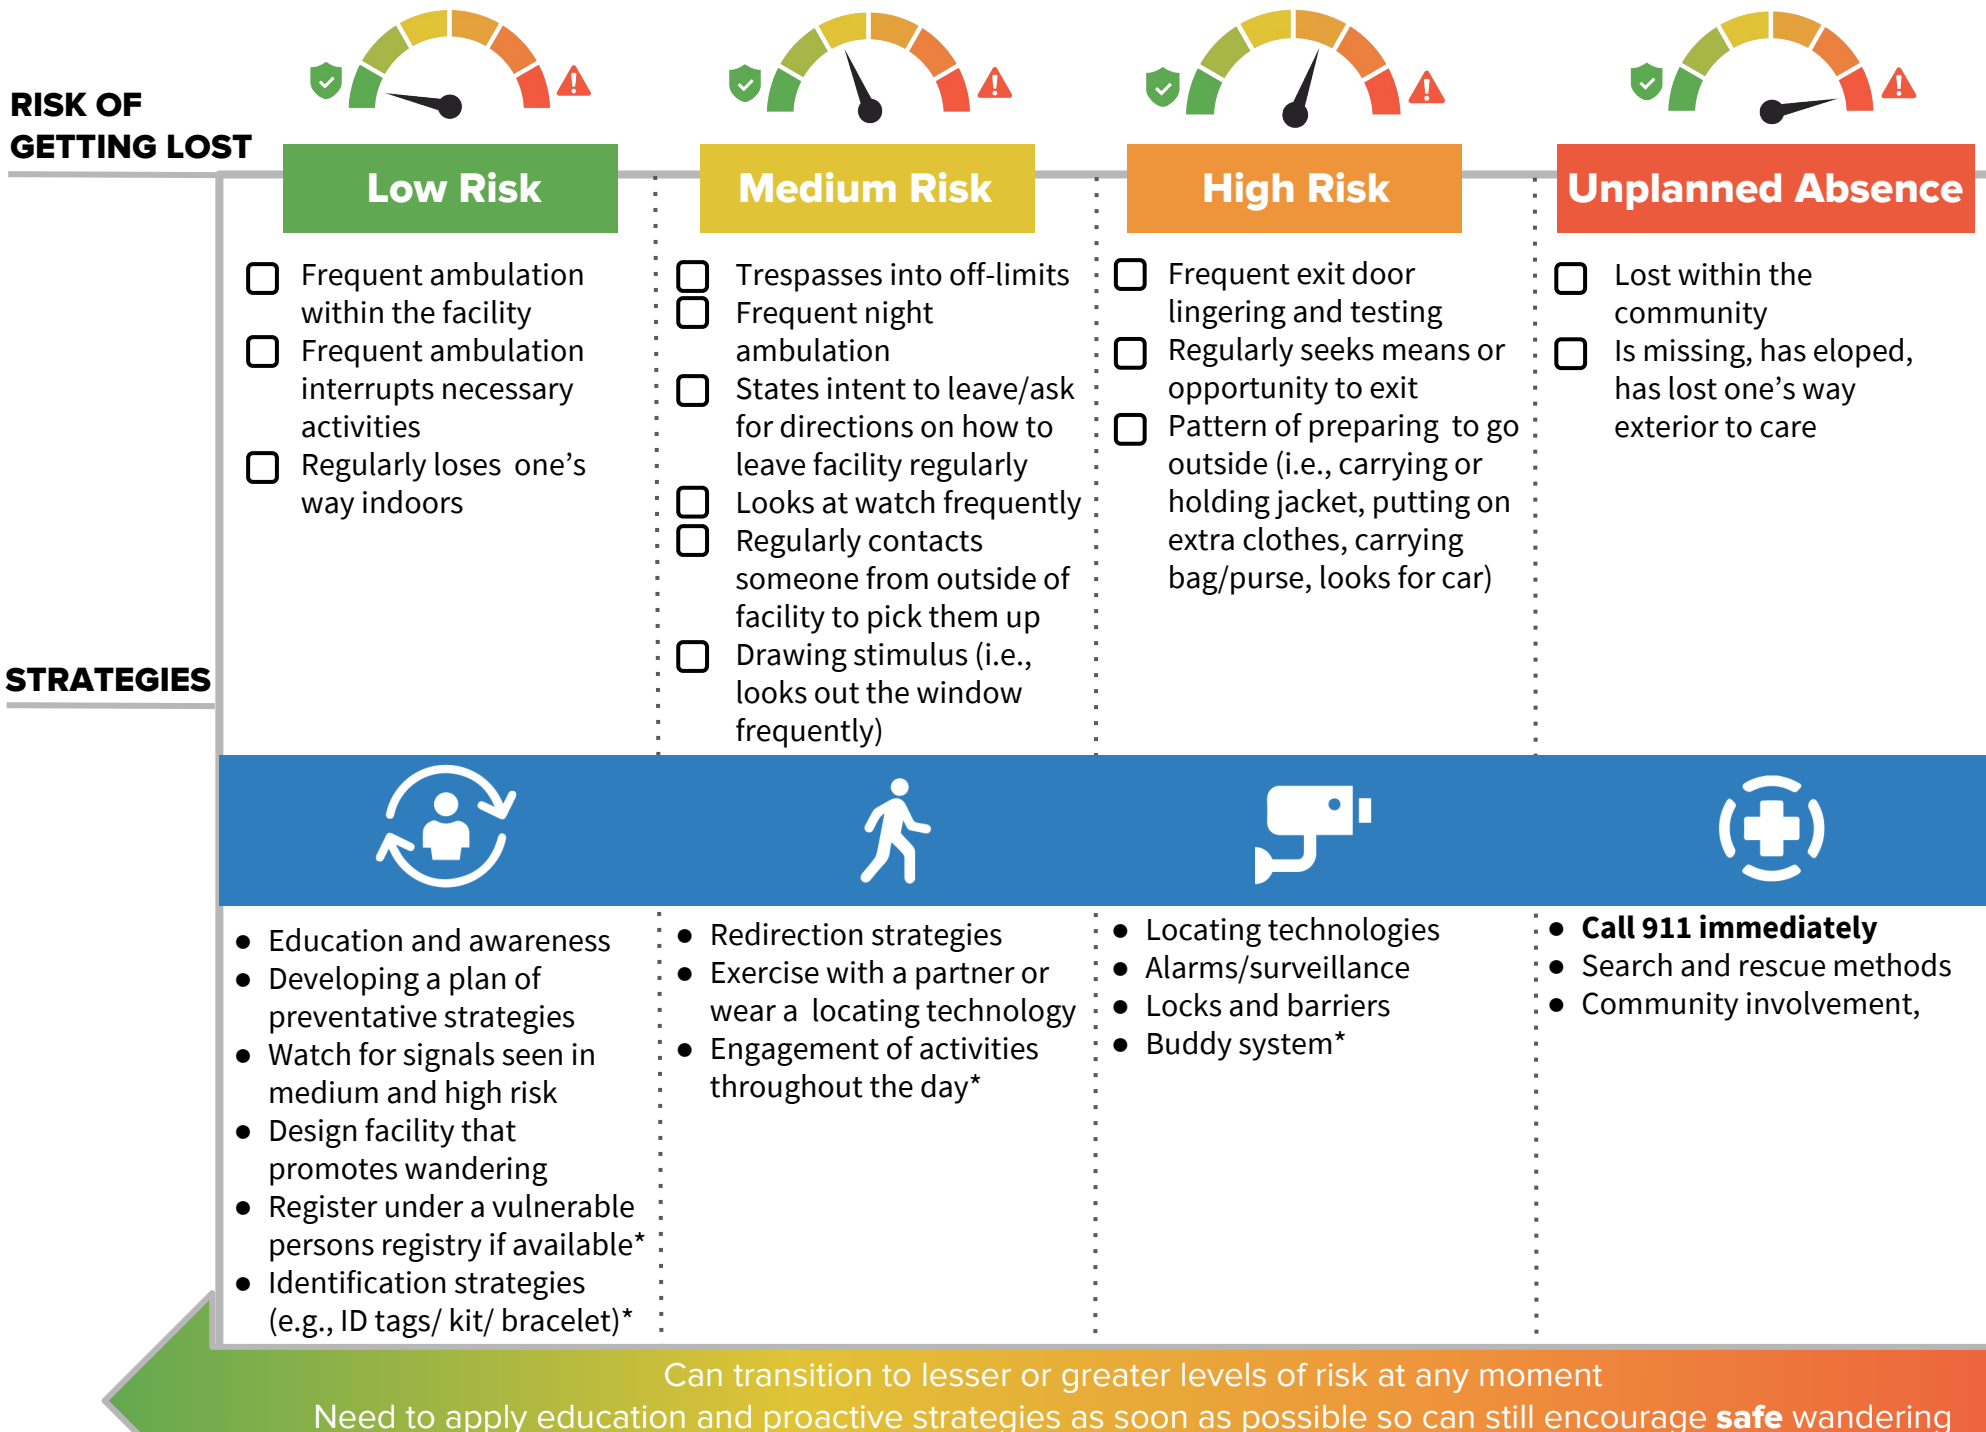 RISK OF
GETTING LOST
Low Risk
Medium Risk
High Risk
Unplanned Absence
Frequent ambulation
within the facility
Frequent ambulation
interrupts necessary
activities
Regularly loses  one’s
way indoors
Trespasses into off-limits
Frequent night
ambulation
States intent to leave/ask
for directions on how to
leave facility regularly
Looks at watch frequently
Regularly contacts
someone from outside of
facility to pick them up
Drawing stimulus (i.e.,
looks out the window
frequently)
Frequent exit door
lingering and testing
Regularly seeks means or
opportunity to exit
Pattern of preparing  to go
outside (i.e., carrying or
holding jacket, putting on
extra clothes, carrying
bag/purse, looks for car)
Lost within the
community
Is missing, has eloped,
has lost one’s way
exterior to care
STRATEGIES
● Education and awareness
● Developing a plan of
preventative strategies
● Watch for signals seen in
medium and high risk
● Design facility that
promotes wandering
● Register under a vulnerable
persons registry if available*
● Identification strategies
(e.g., ID tags/ kit/ bracelet)*
● Redirection strategies
● Exercise with a partner or
wear a  locating technology
● Engagement of activities
throughout the day*
● Locating technologies
● Alarms/surveillance
● Locks and barriers
● Buddy system*
● Call 911 immediately
● Search and rescue methods
● Community involvement,
Can transition to lesser or greater levels of risk at any moment
Need to apply education and proactive strategies as soon as possible so can still encourage safe wandering